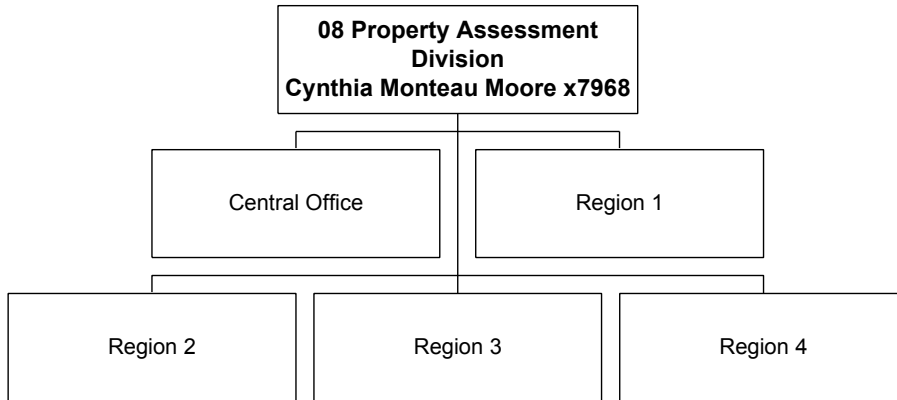 08 Property Assessment
Division
Cynthia Monteau Moore x7968
Central Office
Region 1
Region 2
Region 3
Region 4